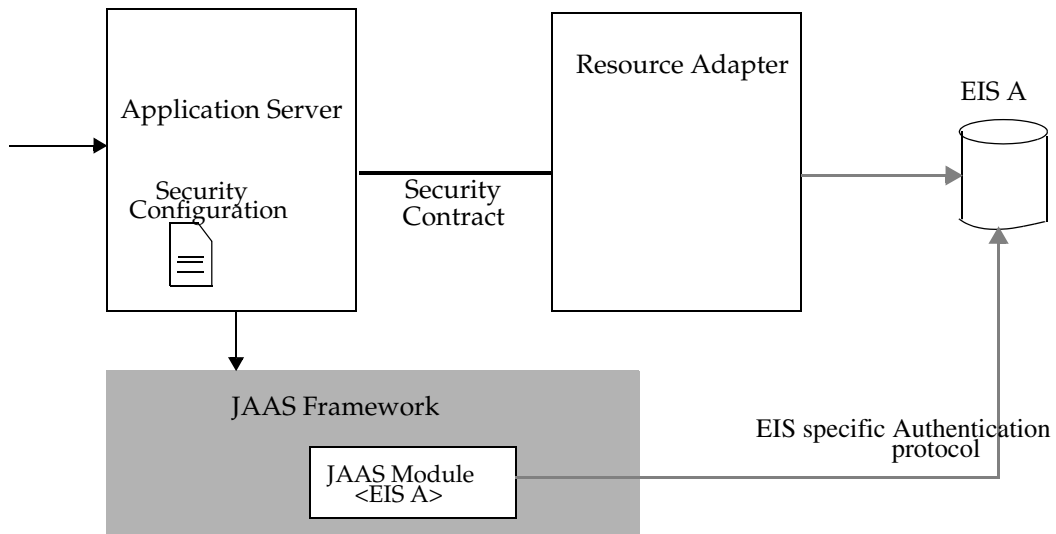 Resource Adapter
EIS A
Application Server
Security
Configuration
Security
Contract
JAAS Framework
EIS specific Authentication
protocol
JAAS Module
<EIS A>